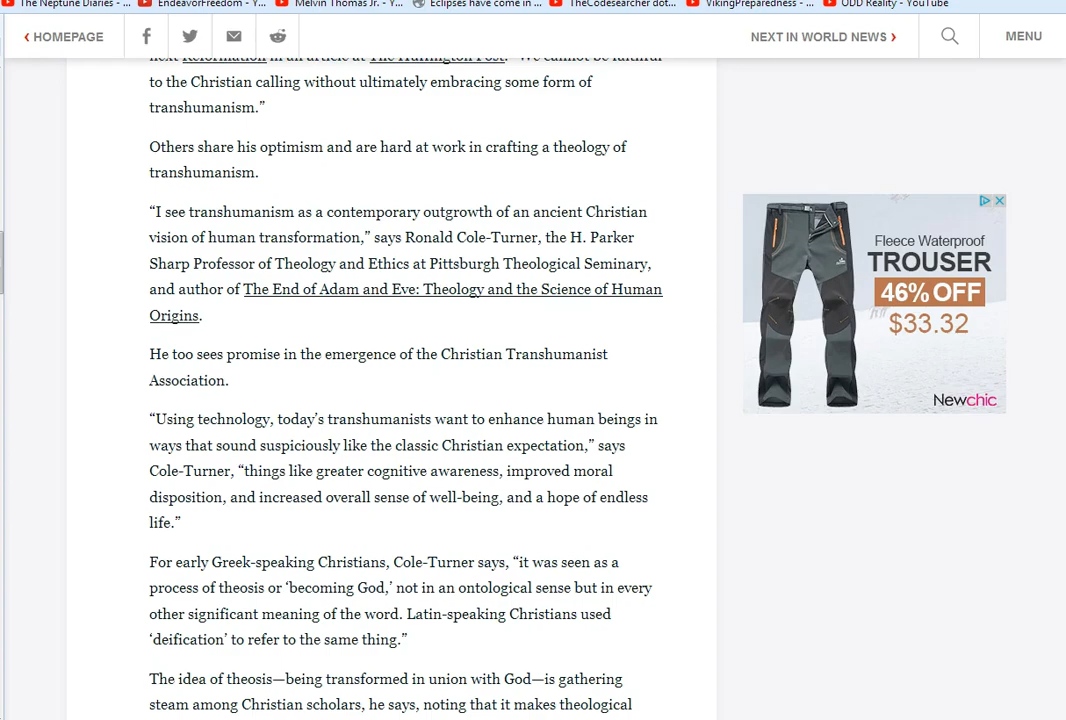 The Neptune Diaries - ...
EndeavorFreedom - Y...
Melvin Thomas Jr. - Y...
Eclipses have come in ...
TheCodesearcher dot...
VikingPreparedness - ...
ODD Reality - YouTube
HOMEPAGE
NEXT IN WORLD NEWS
MENU
next Reformation in an article at The Huffington Post. “We cannot be faithful
to the Christian calling without ultimately embracing some form of
transhumanism.”
Others share his optimism and are hard at work in crafting a theology of
transhumanism.
“I see transhumanism as a contemporary outgrowth of an ancient Christian
vision of human transformation,” says Ronald Cole-Turner, the H. Parker
Sharp Professor of Theology and Ethics at Pittsburgh Theological Seminary,
and author of The End of Adam and Eve: Theology and the Science of Human
Origins.
He too sees promise in the emergence of the Christian Transhumanist
Association.
“Using technology, today’s transhumanists want to enhance human beings in
ways that sound suspiciously like the classic Christian expectation,” says
Cole-Turner, “things like greater cognitive awareness, improved moral
disposition, and increased overall sense of well-being, and a hope of endless
life.”
For early Greek-speaking Christians, Cole-Turner says, “it was seen as a
process of theosis or ‘becoming God,’ not in an ontological sense but in every
other significant meaning of the word. Latin-speaking Christians used
‘deification’ to refer to the same thing.”
The idea of theosis—being transformed in union with God—is gathering
steam among Christian scholars, he says, noting that it makes theological
Fleece Waterproof
TROUSER
46% OFF
$33.32
Newchic